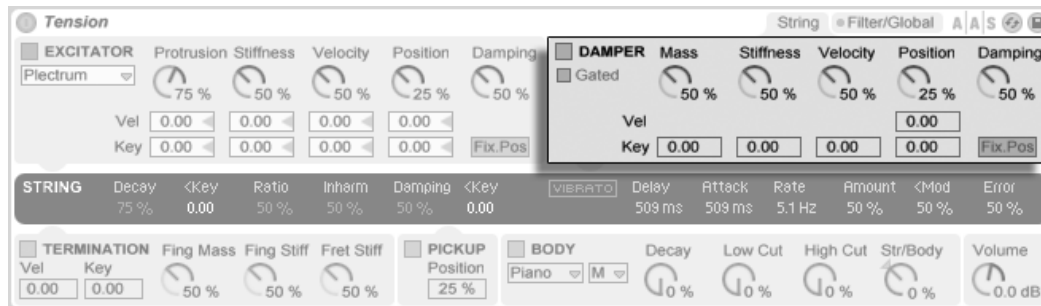 Tension String Filter/Global A A S
EXCITATOR Protrusion Stiffness Velocity Position Damping
Plectrum
75 % 50 % 50 % 25 % 50 %
Vel 0.00 0.00 0.00 0.00
Key 0.00 0.00 0.00 0.00 Fix.Pos
DAMPER Mass Stiffness Velocity Position Damping
Gated
50 % 50 % 50 % 25 % 50 %
Vel 0.00
Key 0.00 0.00 0.00 0.00 Fix.Pos
STRING Decay <Key Ratio Inharm Damping <Key VIBRATO Delay Attack Rate Amount <Mod Error
75 % 0.00 50 % 50 % 50 % 0.00 509 ms 509 ms 5.1 Hz 50 % 50 % 50 %
TERMINATION Fing Mass Fing Stiff Fret Stiff
Vel Key
0.00 0.00 50 % 50 % 50 %
PICKUP
Position
25 %
BODY Decay Low Cut High Cut Str/Body
Piano M
0 % 0 % 0 % 0 %
Volume
0.0 dB